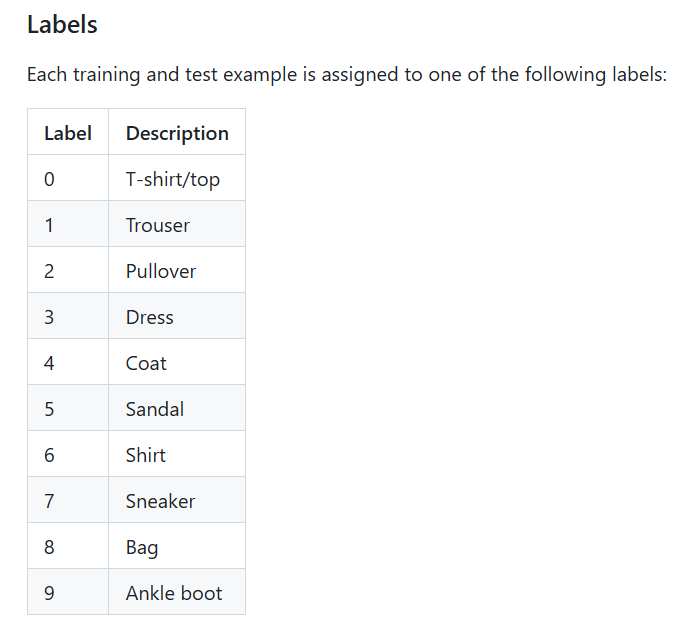 Labels
Each training and test example is assigned to one of the following labels:
Label Description
0 T-shirt/top
1 Trouser
2 Pullover
3 Dress
4 Coat
5 Sandal
6 Shirt
7 Sneaker
8 Bag
9 Ankle boot